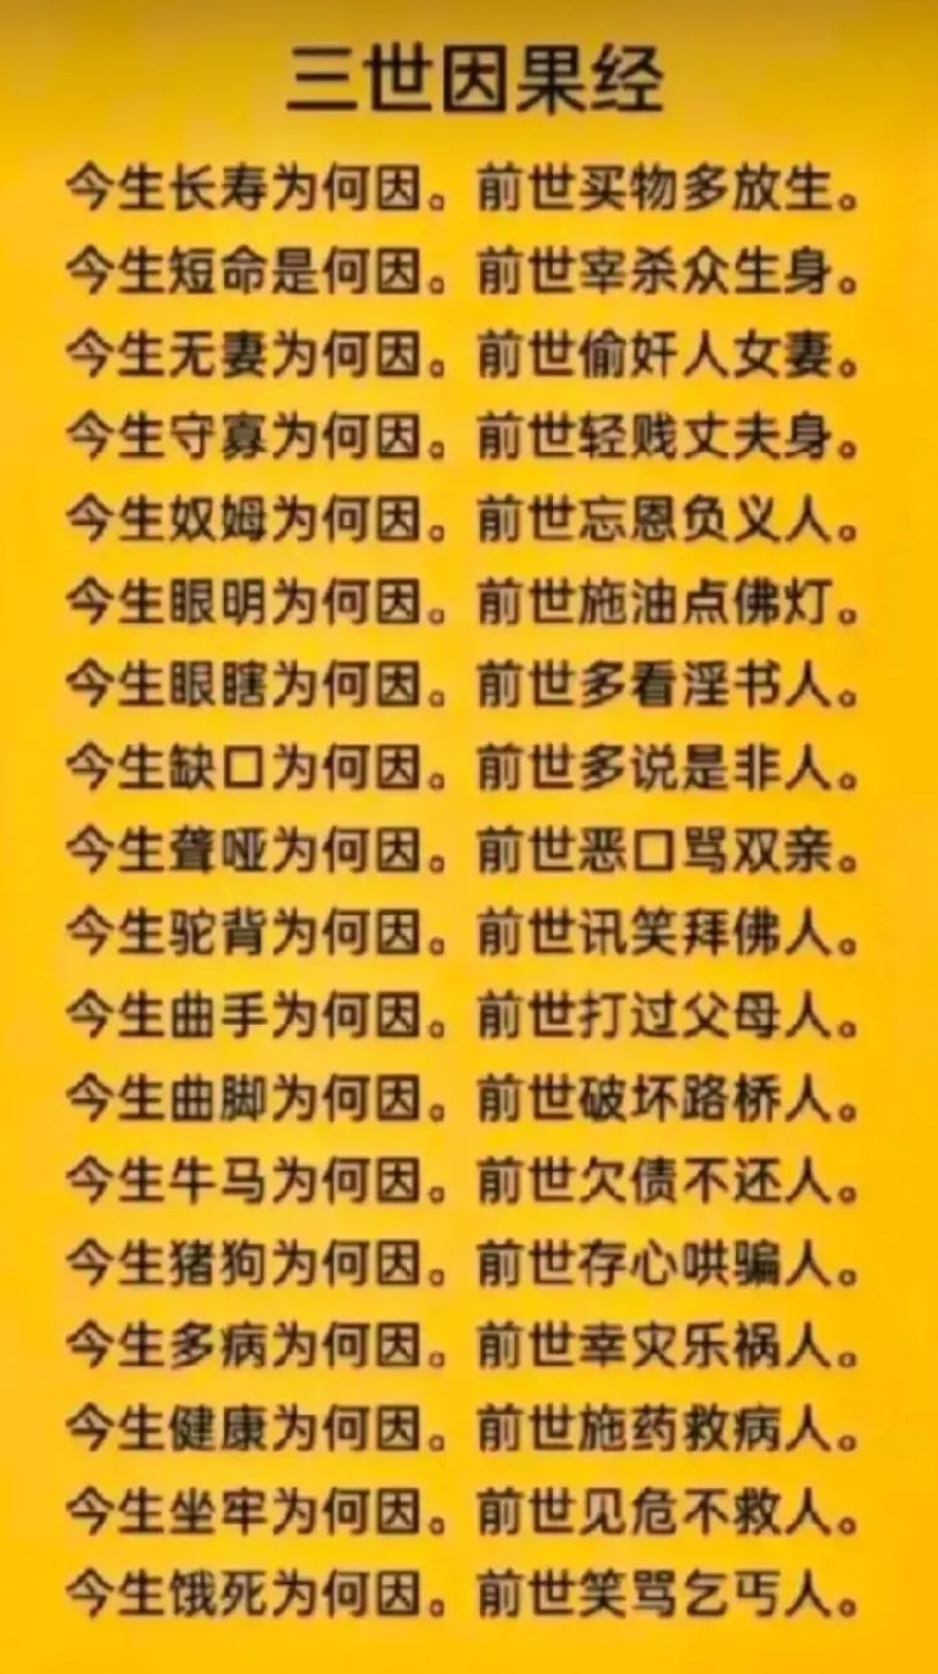 三世因果经
今生长寿为何因。前世买物多放生。
今生短命是何因。前世宰杀众生身。
今生无妻为何因。前世偷奸人女妻。
今生守寡为何因。前世轻贱丈夫身。
今生奴姆为何因。前世忘恩负义人。
今生眼明为何因。前世施油点佛灯。
今生眼瞎为何因。前世多看淫书人。
今生缺口为何因。前世多说是非人。
今生聋哑为何因。前世恶口骂双亲。
今生驼背为何因。前世讯笑拜佛人。
今生曲手为何因。前世打过父母人。
今生曲脚为何因。前世破坏路桥人。
今生牛马为何因。前世欠债不还人。
今生猪狗为何因。前世存心哄骗人。
今生多病为何因。前世幸灾乐祸人。
今生健康为何因。前世施药救病人。
今生坐牢为何因。前世见危不救人。
今生饿死为何因。前世笑骂乞丐人。